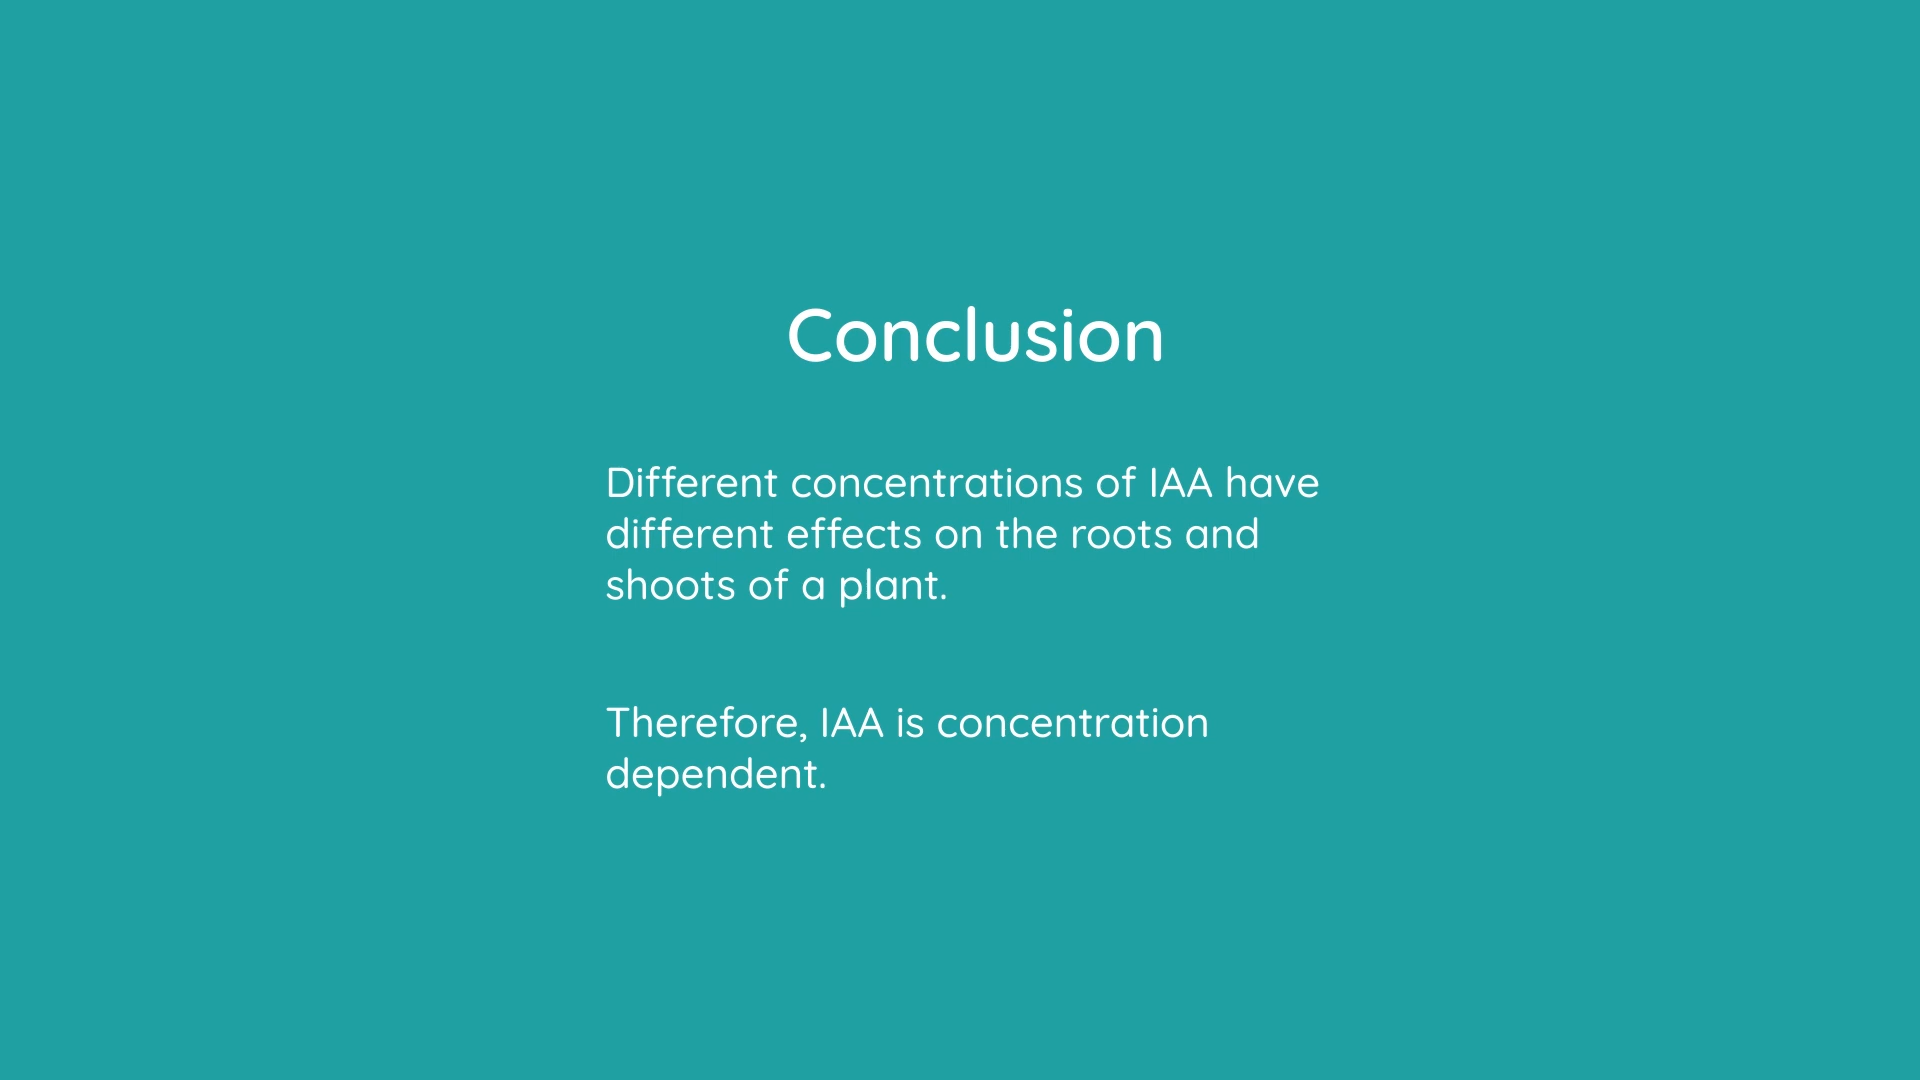 Conclusion
Different concentrations of IAA have
different effects on the roots and
shoots of a plant.
Therefore, IAA is concentration
dependent.